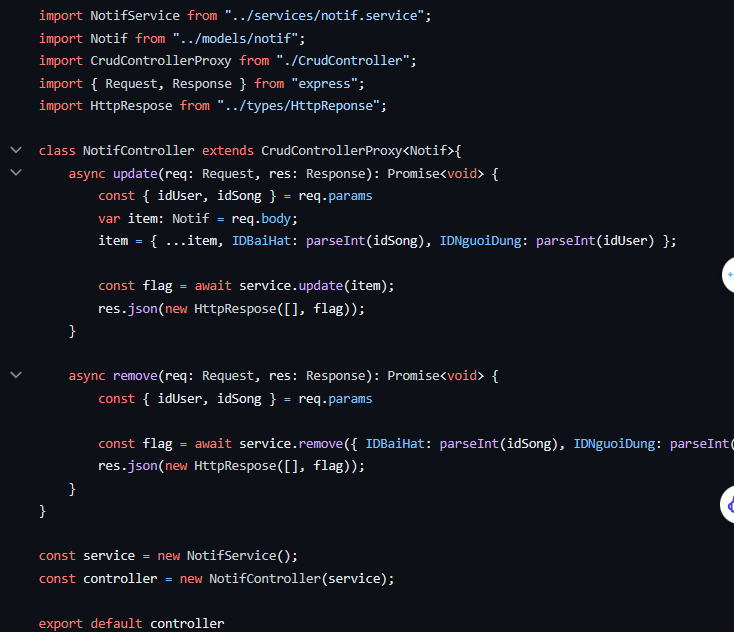 import NotifService from "../services/notif.service";
import Notif from "../models/notif";
import CrudControllerProxy from "./CrudController";
import { Request, Response } from "express";
import HttpRespose from "../types/HttpReponse";
class NotifController extends CrudControllerProxy<Notif>{
async update(req: Request, res: Response): Promise<void> {
const { idUser, idSong } = req.params
var item: Notif = req.body;
item = { ...item, IDBaiHat: parseInt(idSong), IDNguoiDung: parseInt(idUser) };
const flag = await service.update(item);
res.json(new HttpRespose([], flag));
}
async remove(req: Request, res: Response): Promise<void> {
const { idUser, idSong } = req.params
const flag = await service.remove({ IDBaiHat: parseInt(idSong), IDNguoiDung: parseInt(
res.json(new HttpRespose([], flag));
}
}
const service = new NotifService();
const controller = new NotifController(service);
export default controller